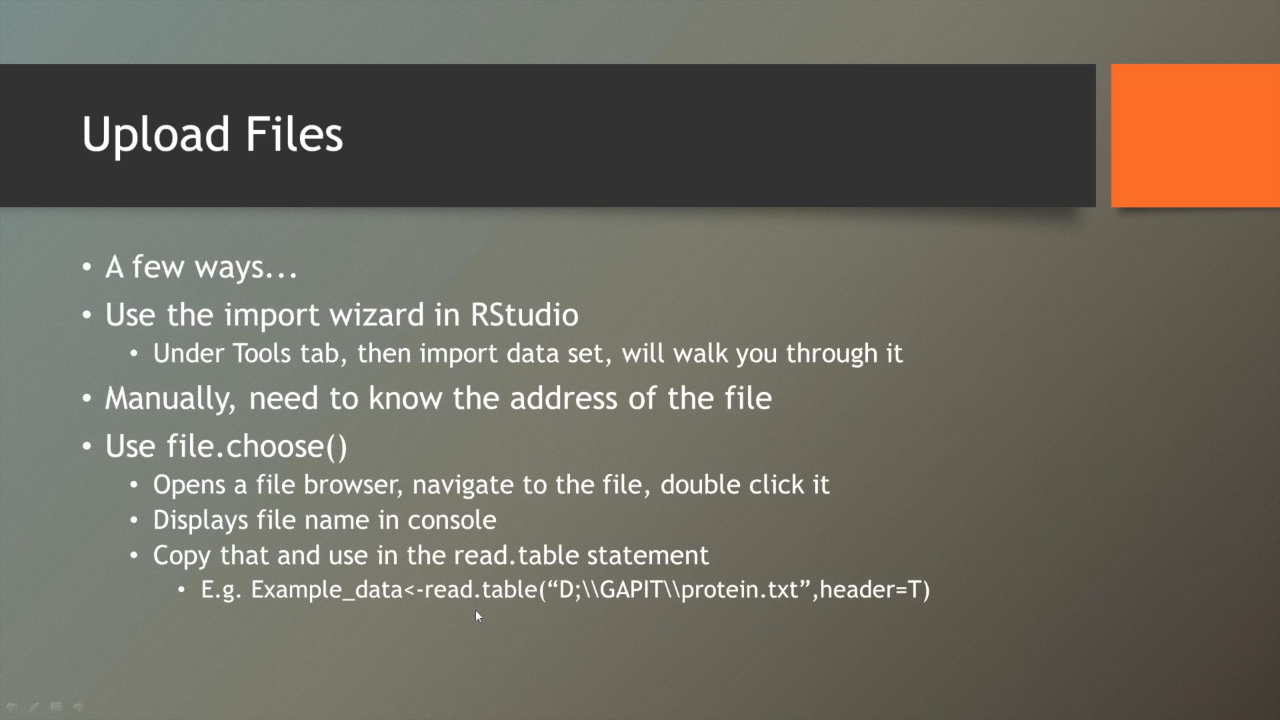 Upload Files
• A few ways...
• Use the import wizard in RStudio
• Under Tools tab, then import data set, will walk you through it
• Manually, need to know the address of the file
• Use file.choose()
• Opens a file browser, navigate to the file, double click it
• Displays file name in console
• Copy that and use in the read.table statement
• E.g. Example_data<-read.table(“D;\\GAPIT\\protein.txt”,header=T)